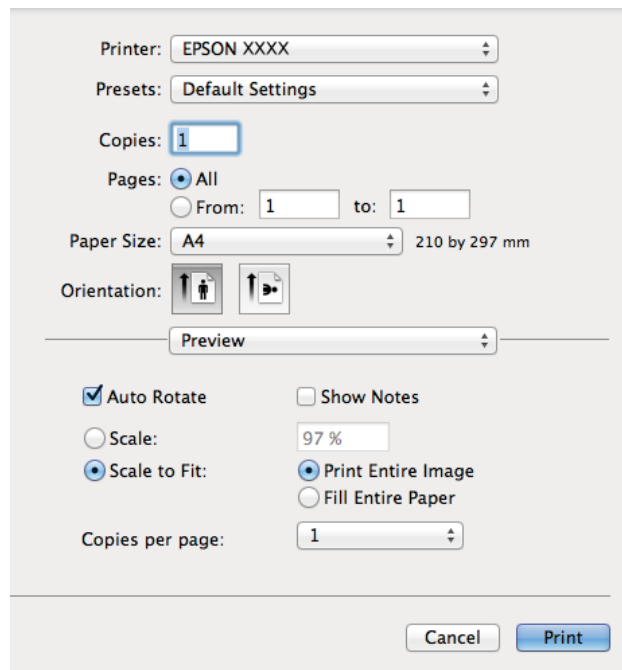 Printer: EPSON XXXX
Presets: Default Settings
Copies: 1
Pages: All
From: 1 to: 1
Paper Size: A4 210 by 297 mm
Orientation:
Preview
Auto Rotate Show Notes
Scale: 97 %
Scale to Fit: Print Entire Image
Fill Entire Paper
Copies per page: 1
Cancel Print